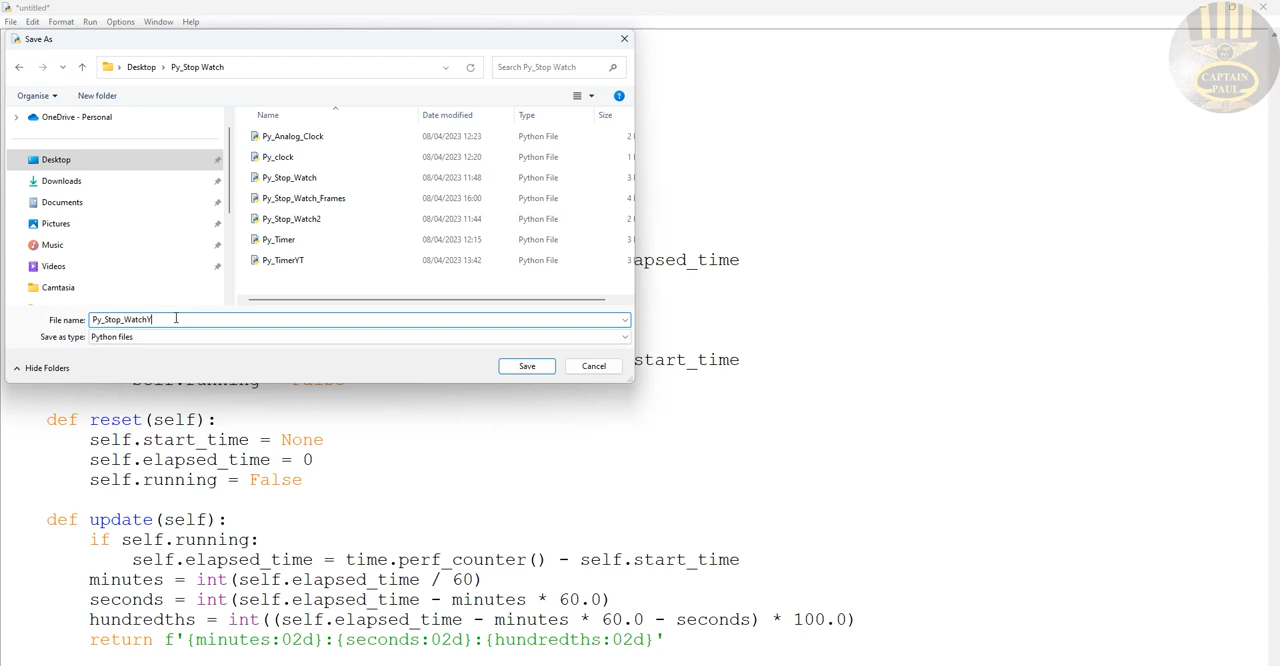 *untitled*
File Edit Format Run Options Window Help
Save As
Desktop > Py_Stop Watch
Search Py_Stop Watch
Organise New folder
Name Date modified Type Size
OneDrive - Personal
Desktop
Downloads
Documents
Pictures
Music
Videos
Camtasia
Py_Analog_Clock 08/04/2023 12:23 Python File 2
Py_clock 08/04/2023 12:20 Python File 1
Py_Stop_Watch 08/04/2023 11:48 Python File 3
Py_Stop_Watch_Frames 08/04/2023 16:00 Python File 4
Py_Stop_Watch2 08/04/2023 11:44 Python File 2
Py_Timer 08/04/2023 12:15 Python File 3
Py_TimerYT 08/04/2023 13:42 Python File 3
File name: Py_Stop_WatchY
Save as type: Python files
Hide Folders
Save Cancel
CAPTAIN
PAUL
apsed_time
start_time
def reset(self):
self.start_time = None
self.elapsed_time = 0
self.running = False
def update(self):
if self.running:
self.elapsed_time = time.perf_counter() - self.start_time
minutes = int(self.elapsed_time / 60)
seconds = int(self.elapsed_time - minutes * 60.0)
hundredths = int((self.elapsed_time - minutes * 60.0 - seconds) * 100.0)
return f'{minutes:02d}:{seconds:02d}:{hundredths:02d}'